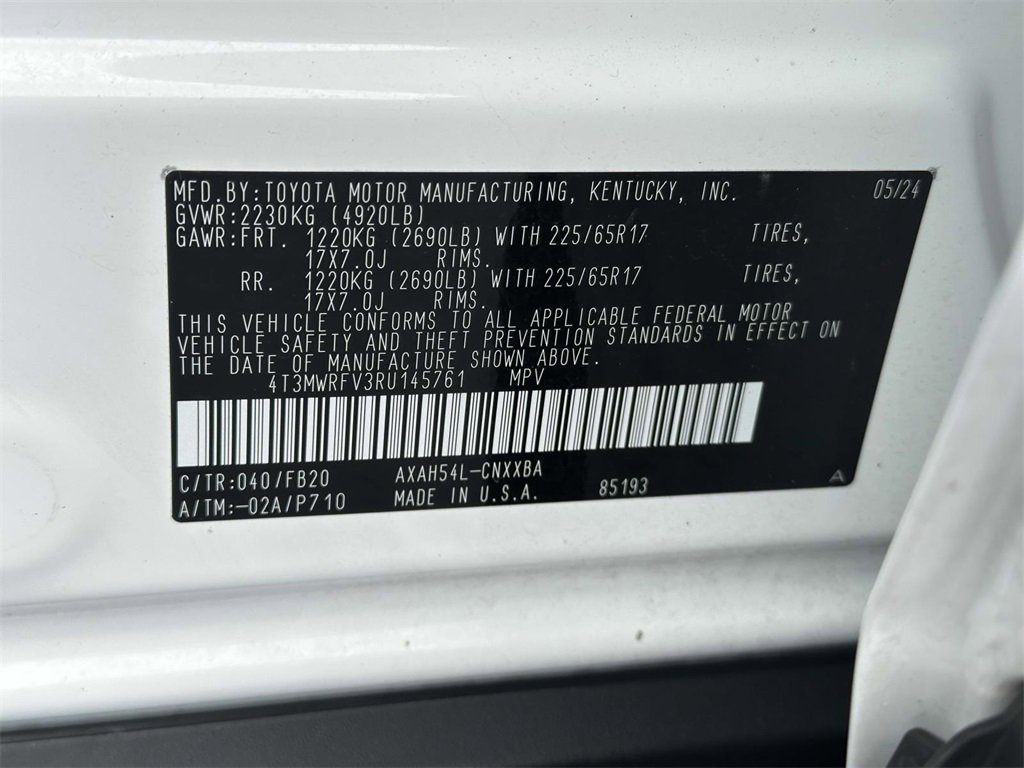 MFD.BY:TOYOTA MOTOR MANUFACTURING, KENTUCKY, INC. 05/24
GVWR:2230KG (4920LB)
GAWR:FRT. 1220KG (2690LB) WITH 225/65R17 TIRES,
17X7.0J RIMS.
RR. 1220KG (2690LB) WITH 225/65R17 TIRES,
17X7.0J RIMS.
THIS VEHICLE CONFORMS TO ALL APPLICABLE FEDERAL MOTOR
VEHICLE SAFETY AND THEFT PREVENTION STANDARDS IN EFFECT ON
THE DATE OF MANUFACTURE SHOWN ABOVE.
4T3MWRFV3RU145761 MPV
C/TR:040/FB20 AXAH54L-CNXXBA
A/TM:-02A/P710 MADE IN U.S.A. 85193 A